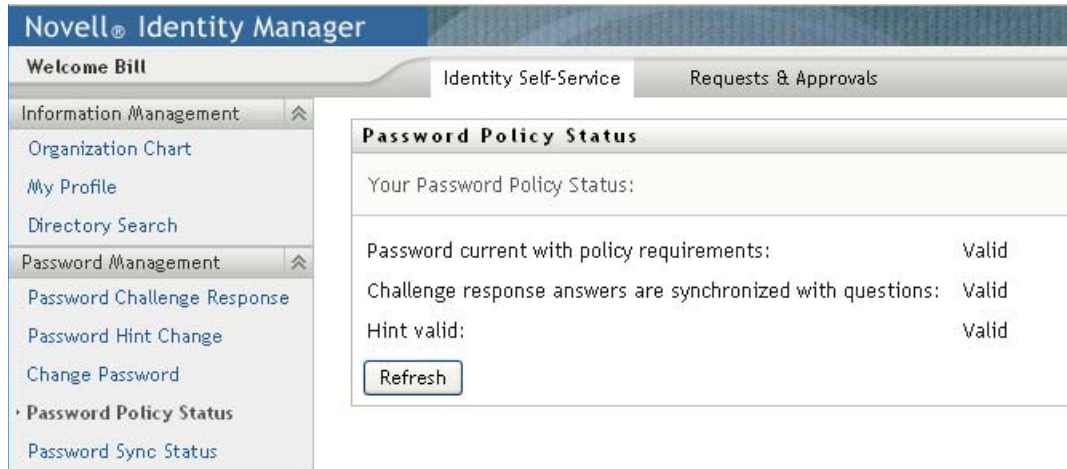 Novell® Identity Manager
Welcome Bill
Identity Self-Service
Requests & Approvals
Information Management
Organization Chart
My Profile
Directory Search
Password Management
Password Challenge Response
Password Hint Change
Change Password
Password Policy Status
Password Sync Status
Password Policy Status
Your Password Policy Status:
Password current with policy requirements: Valid
Challenge response answers are synchronized with questions: Valid
Hint valid: Valid
Refresh